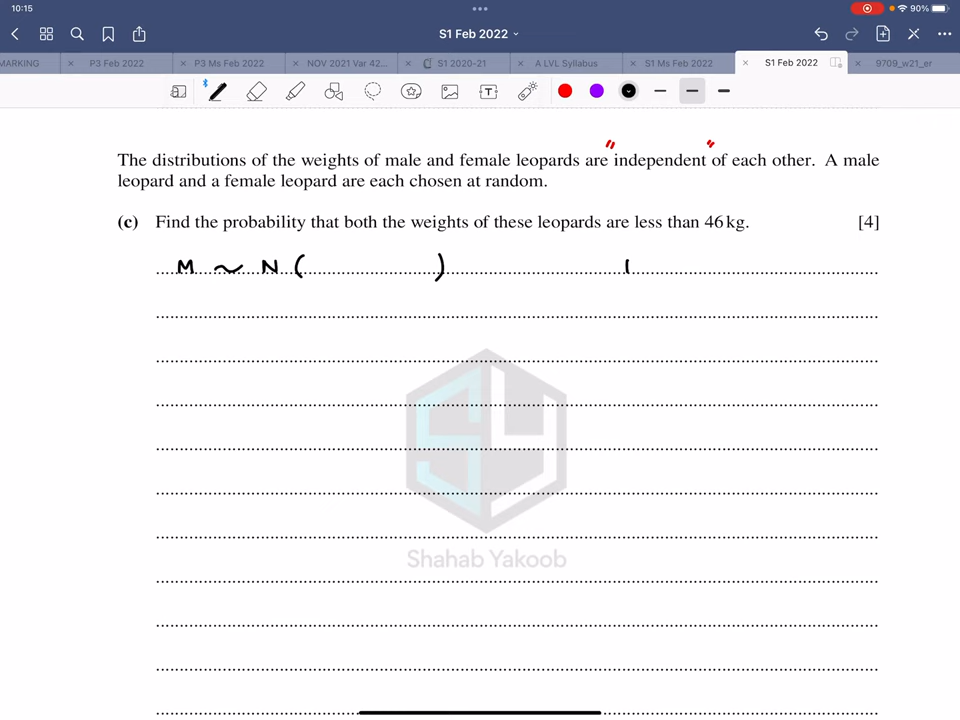 10:15
90%
S1 Feb 2022
MARKING
P3 Feb 2022
P3 Ms Feb 2022
NOV 2021 Var 42...
S1 2020-21
A LVL Syllabus
S1 Ms Feb 2022
S1 Feb 2022
9709_w21_er
The distributions of the weights of male and female leopards are independent of each other. A male
leopard and a female leopard are each chosen at random.
(c) Find the probability that both the weights of these leopards are less than 46 kg. [4]
M ~ N ( )
SY
Shahab Yakoob